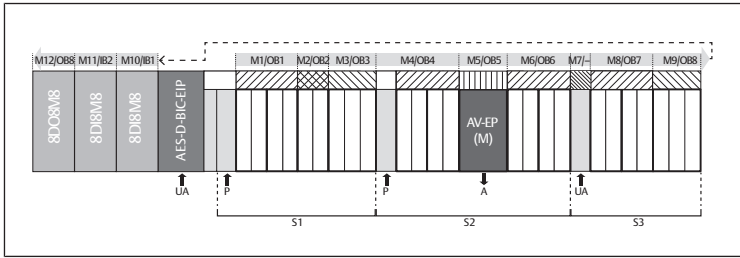 M12/OB8 M11/IB2 M10/IB1 M1/OB1 M2/OB2 M3/OB3 M4/OB4 M5/OB5 M6/OB6 M7/– M8/OB7 M9/OB8
8DO8M8
8DI8M8
8DI8M8
AES-D-BIC-EIP
AV-EP
(M)
UA P P A UA
S1 S2 S3